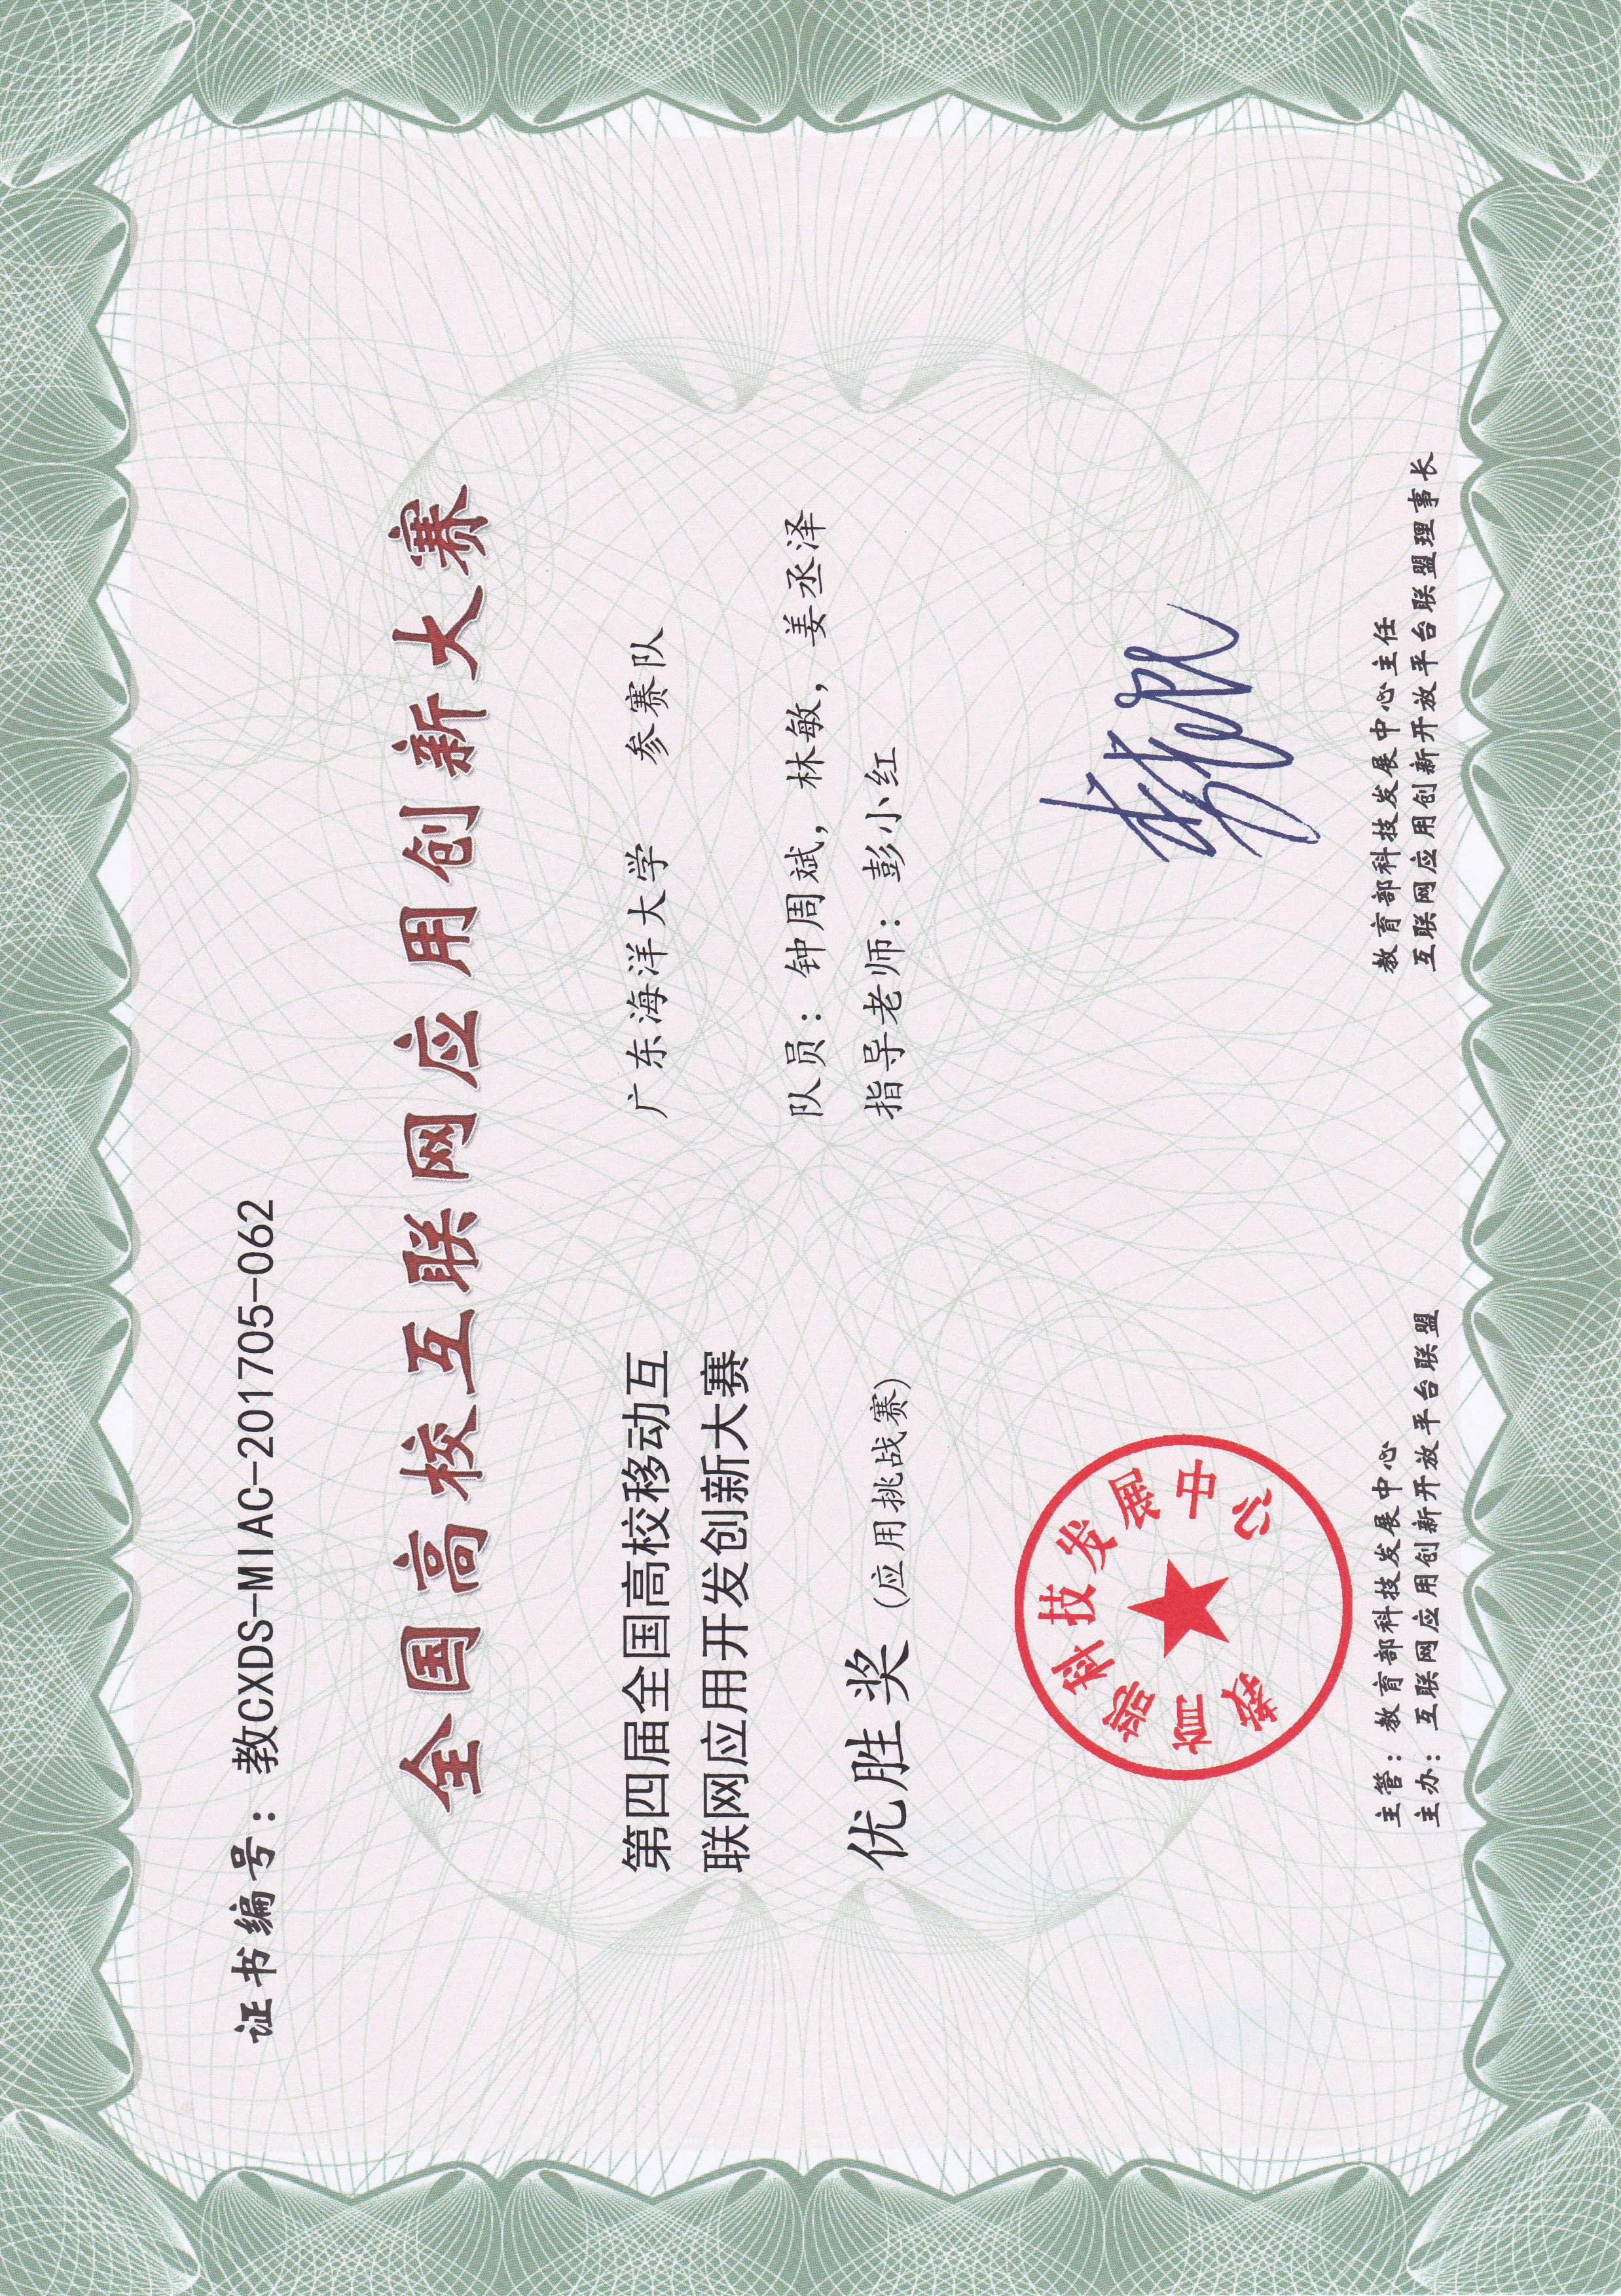 证书编号：教CXDS-MIAC-201705-062
全国高校互联网应用创新大赛
第四届全国高校移动互
联网应用开发创新大赛
优胜奖（应用挑战赛）
广东海洋大学 参赛队
队员：钟周斌，林敏，姜丞泽
指导老师：彭小红
教育部科技发展中心
主管：教育部科技发展中心
主办：互联网应用创新开放平台联盟
教育部科技发展中心主任
互联网应用创新开放平台联盟理事长